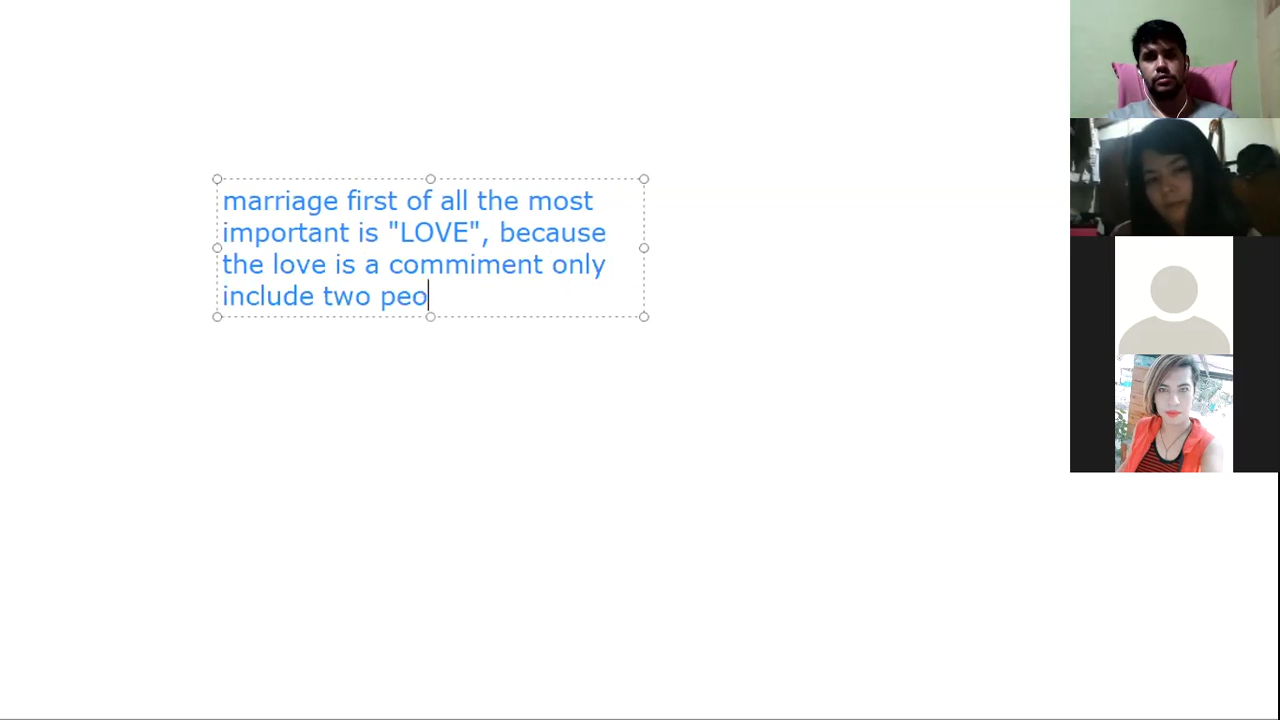 marriage first of all the most
important is "LOVE", because
the love is a commiment only
include two peo